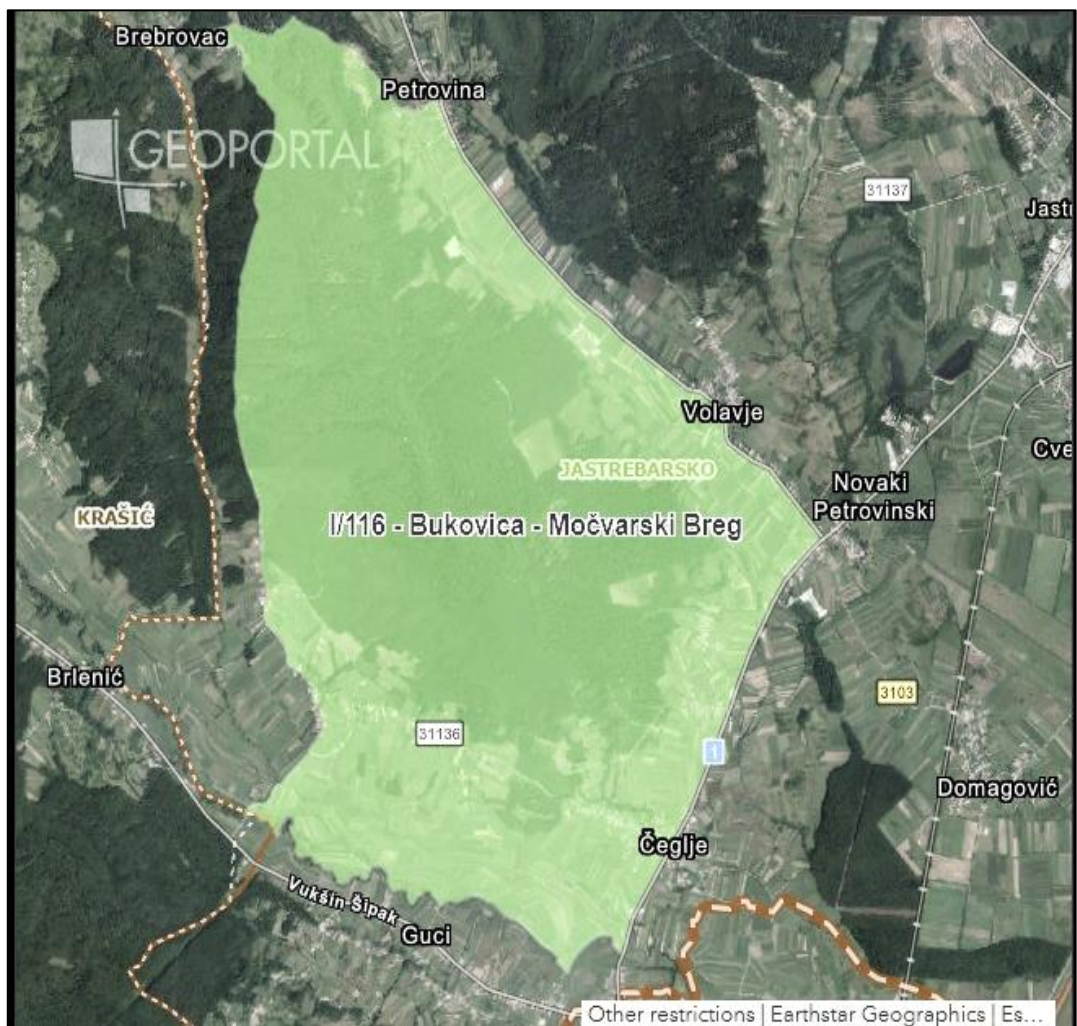 Brebrovac
Petrovina
GEOPORTAL
31137
Jast
Volavje
Cve
JASTREBARSKO
Novaki
Petrovinski
KRAŠIĆ
I/116 - Bukovica - Močvarski Breg
Brlenić
3103
31136
1
Domagović
Čeglje
Vukšin-Šipak
Guci
Other restrictions | Earthstar Geographics | Es...